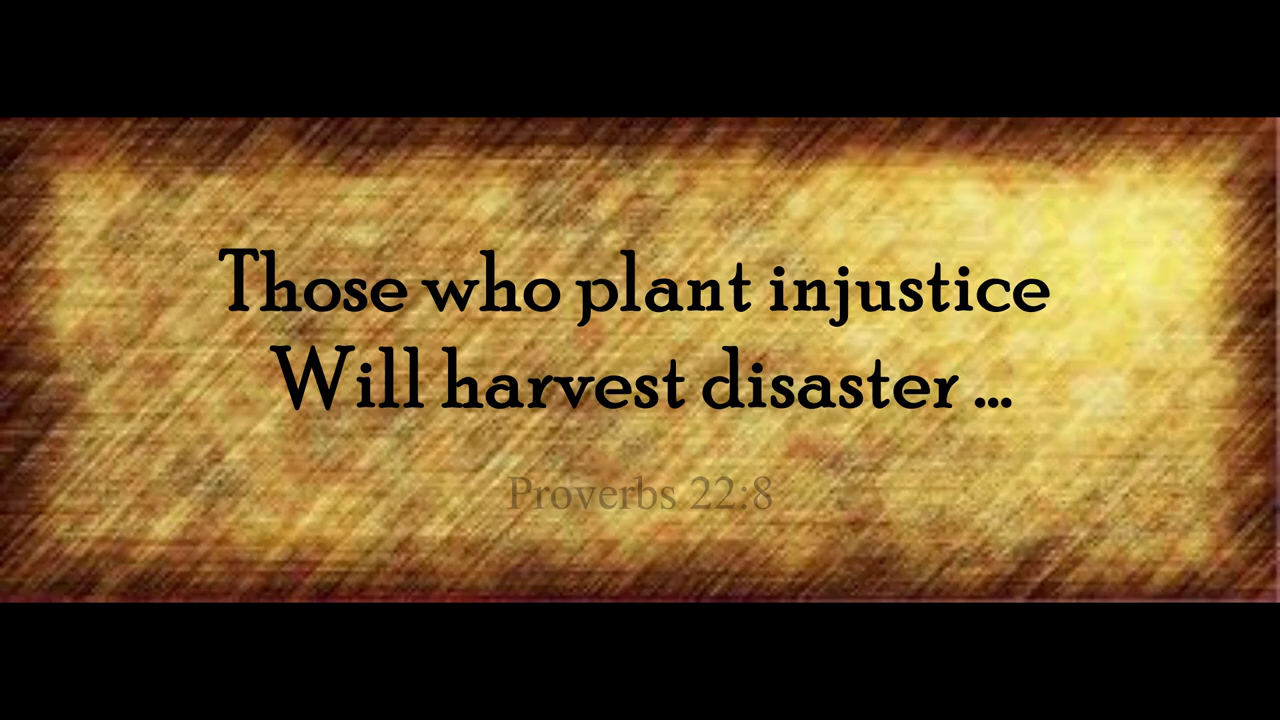 Those who plant injustice
Will harvest disaster ...
Proverbs 22:8